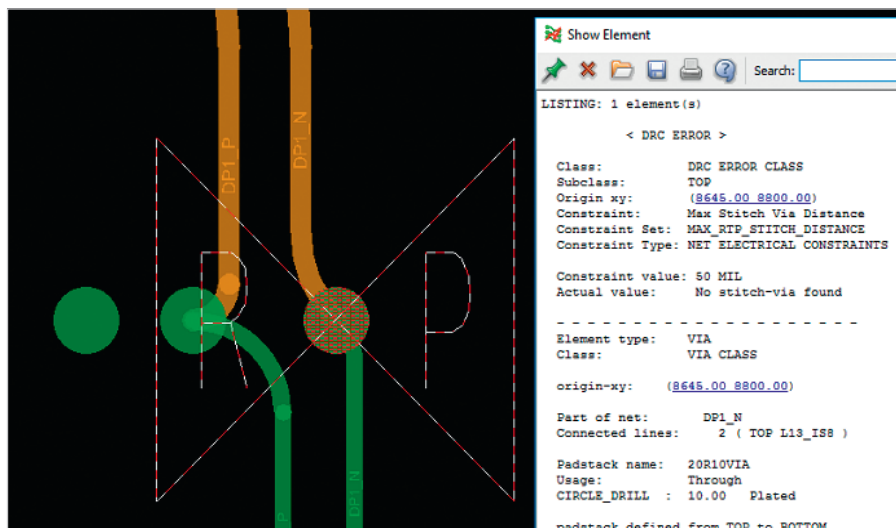 Show Element
Search:
LISTING: 1 element(s)
< DRC ERROR >
Class: DRC ERROR CLASS
Subclass: TOP
Origin xy: (8645.00 8800.00)
Constraint: Max Stitch Via Distance
Constraint Set: MAX_RTP_STITCH_DISTANCE
Constraint Type: NET ELECTRICAL CONSTRAINTS
Constraint value: 50 MIL
Actual value: No stitch-via found
- - - - - - - - - - - - - - - - - - - -
Element type: VIA
Class: VIA CLASS
origin-xy: (8645.00 8800.00)
Part of net: DP1_N
Connected lines: 2 ( TOP L13_IS8 )
Padstack name: 20R10VIA
Usage: Through
CIRCLE_DRILL : 10.00 Plated
padstack defined from TOP to BOTTOM
DP1_P
DP1_N
R
P
P
DP1_N